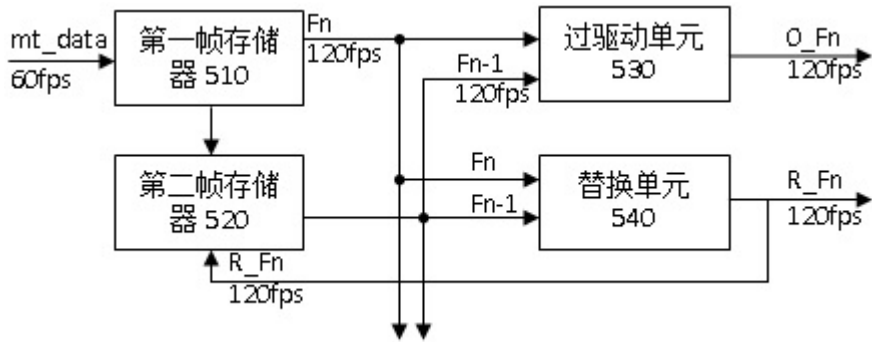 mt_data
60fps
第一帧存储
器 510
Fn
120fps
Fn-1
120fps
过驱动单元
530
O_Fn
120fps
第二帧存储
器 520
Fn
Fn-1
替换单元
540
R_Fn
120fps
R_Fn
120fps